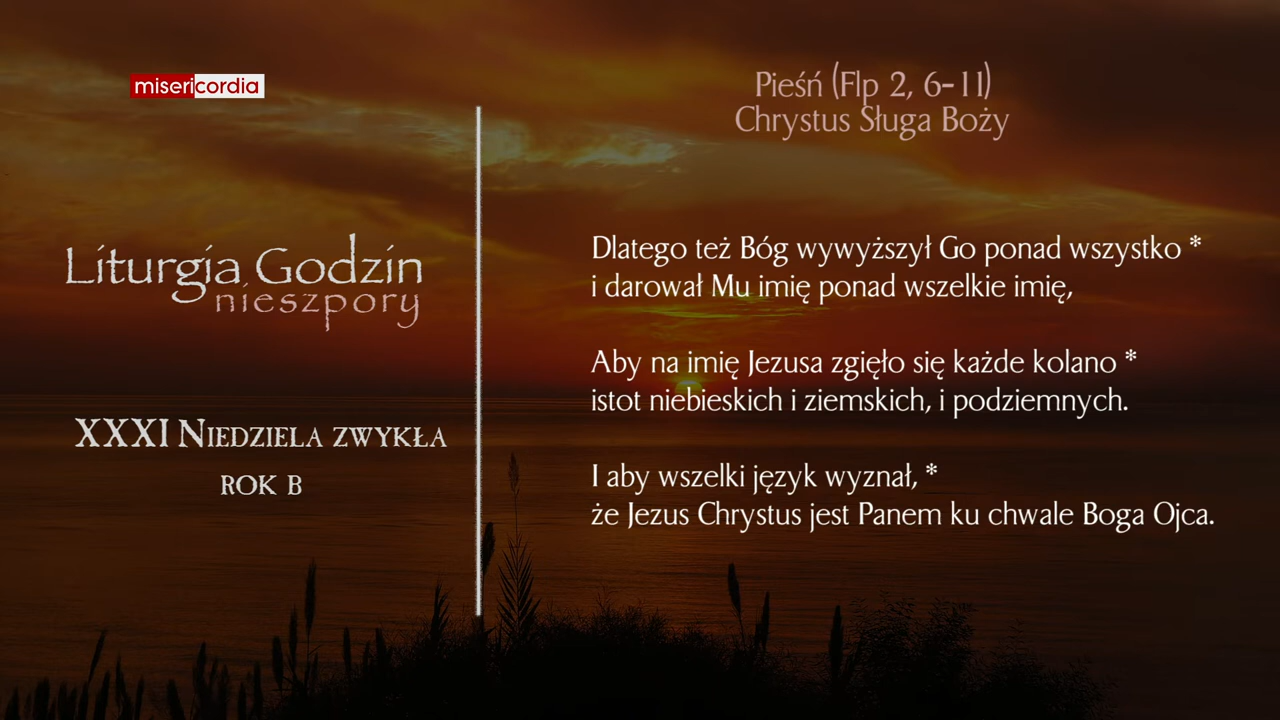 misericordia
Liturgia Godzin
nieszpory
XXXI Niedziela zwykła
rok B
Pieśń (Flp 2, 6-11)
Chrystus Sługa Boży
Dlatego też Bóg wywyższył Go ponad wszystko *
i darował Mu imię ponad wszelkie imię,
Aby na imię Jezusa zgięło się każde kolano *
istot niebieskich i ziemskich, i podziemnych.
I aby wszelki język wyznał, *
że Jezus Chrystus jest Panem ku chwale Boga Ojca.